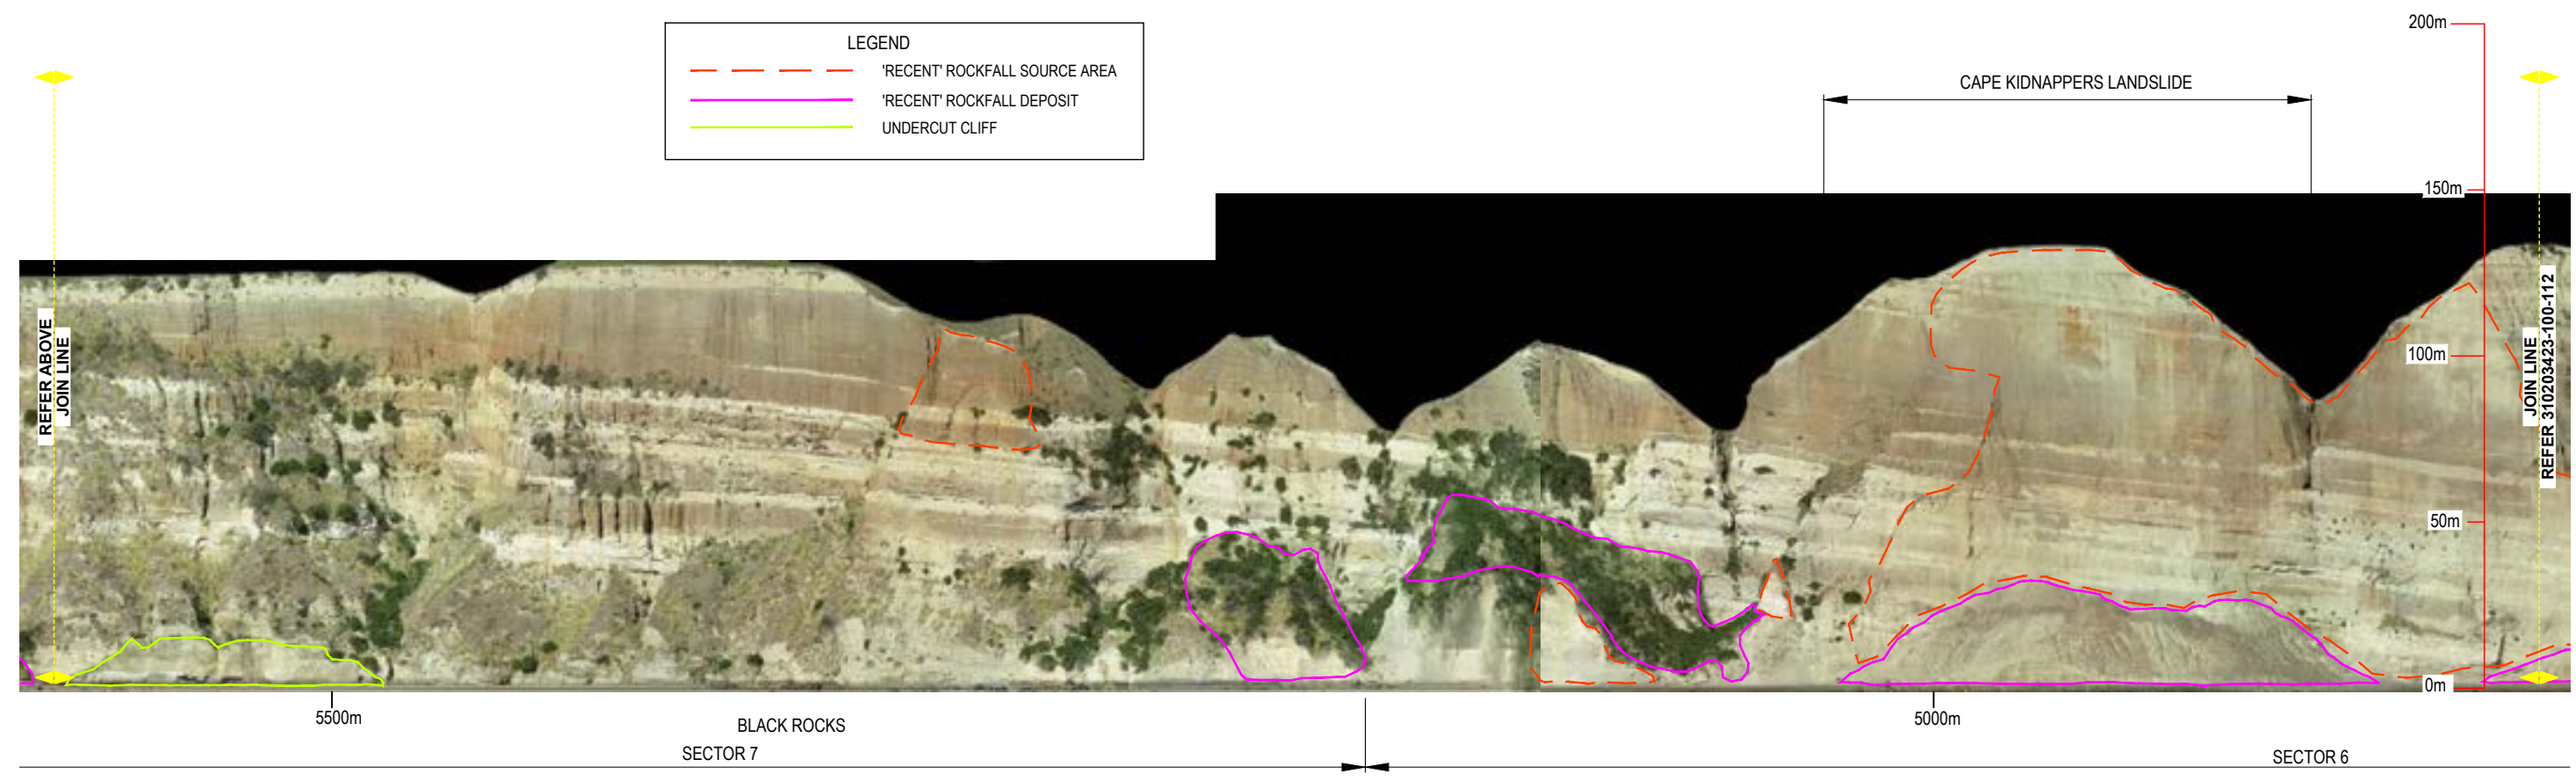 LEGEND
'RECENT' ROCKFALL SOURCE AREA
'RECENT' ROCKFALL DEPOSIT
UNDERCUT CLIFF
CAPE KIDNAPPERS LANDSLIDE
200m
150m
100m
50m
0m
REFER ABOVE
JOIN LINE
JOIN LINE
REFER 310203423-100-112
5500m
5000m
BLACK ROCKS
SECTOR 7
SECTOR 6